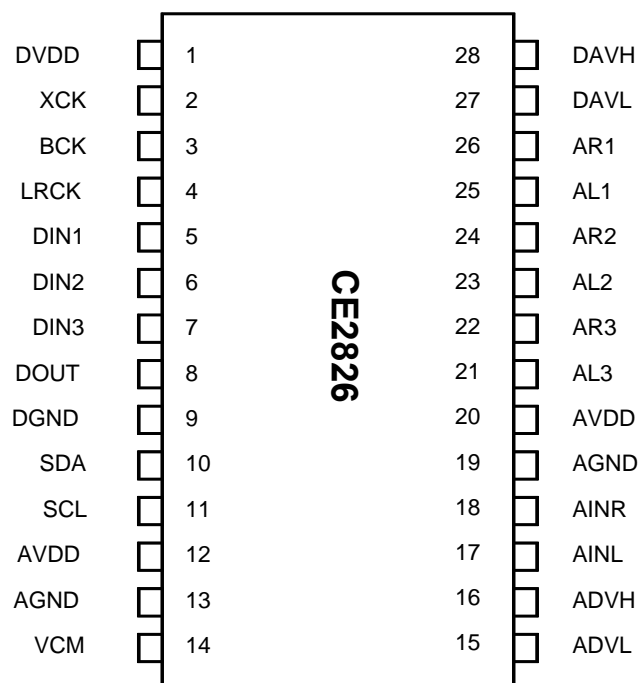 DVDD 1 28 DAVH
XCK 2 27 DAVL
BCK 3 26 AR1
LRCK 4 25 AL1
DIN1 5 24 AR2
DIN2 6 23 AL2
DIN3 7 22 AR3
DOUT 8 21 AL3
DGND 9 20 AVDD
SDA 10 19 AGND
SCL 11 18 AINR
AVDD 12 17 AINL
AGND 13 16 ADVH
VCM 14 15 ADVL
CE2826